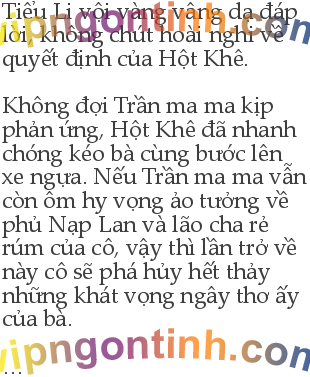 Tiểu Li vội vàng vâng dạ đáp
lời, không chút hoài nghi về
quyết định của Hột Khê.
Không đợi Trần ma ma kịp
phản ứng, Hột Khê đã nhanh
chóng kéo bà cùng bước lên
xe ngựa. Nếu Trần ma ma vẫn
còn ôm hy vọng ảo tưởng về
phủ Nạp Lan và lão cha rẻ
rúm của cô, vậy thì lần trở về
này cô sẽ phá hủy hết thảy
những khát vọng ngây thơ ấy
của bà.
vipngontinh.con
...